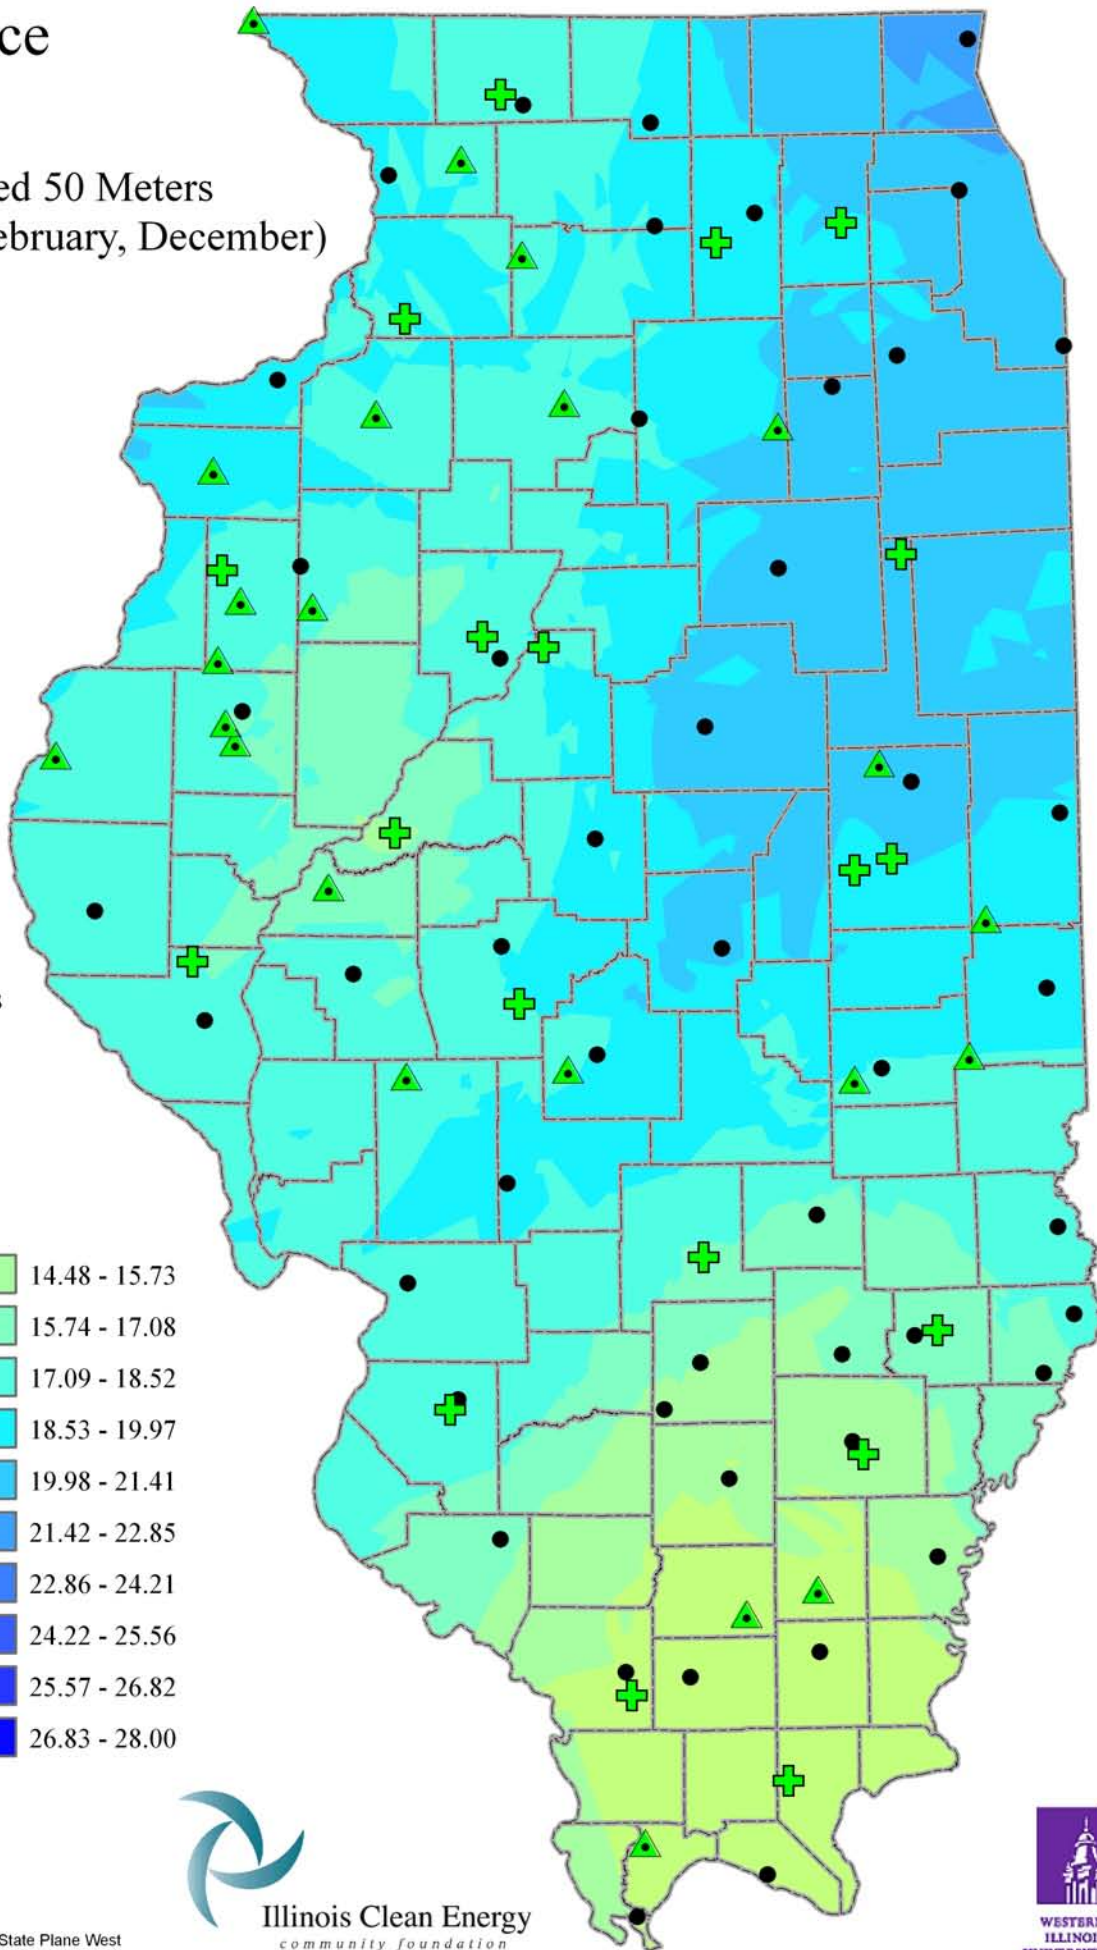 ce
ed 50 Meters
ebruary, December)
s
14.48 - 15.73
15.74 - 17.08
17.09 - 18.52
18.53 - 19.97
19.98 - 21.41
21.42 - 22.85
22.86 - 24.21
24.22 - 25.56
25.57 - 26.82
26.83 - 28.00
Illinois Clean Energy
community foundation
State Plane West
WESTER
ILLINO